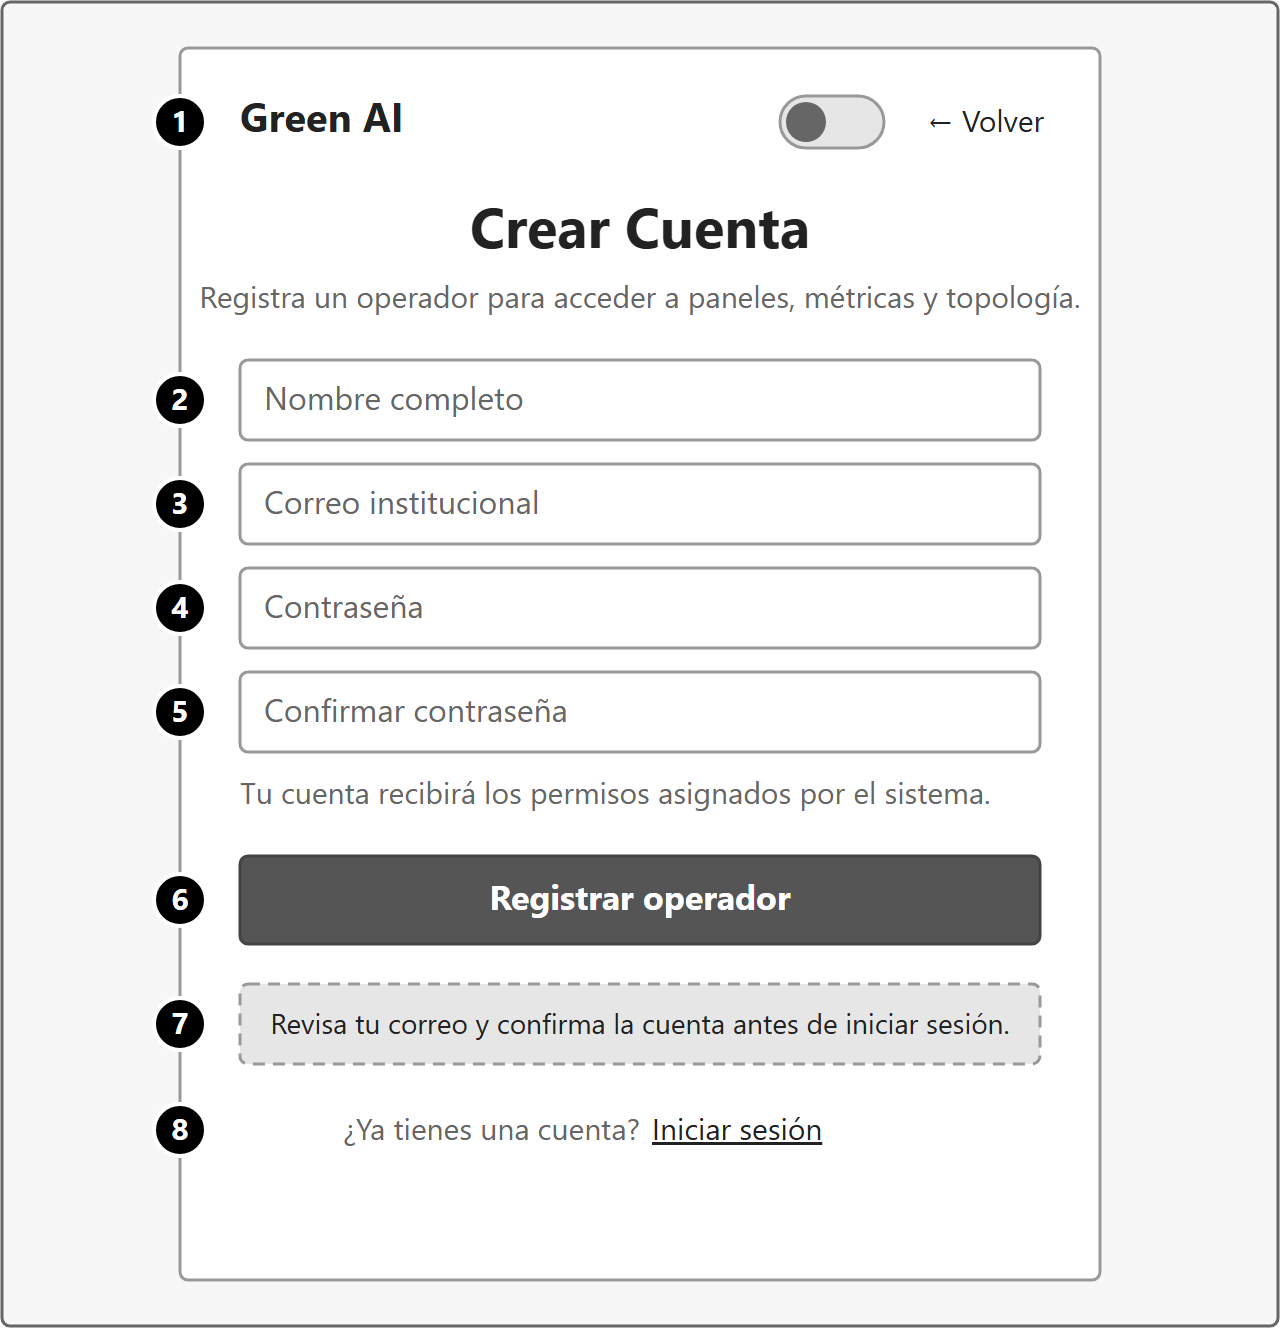 1 Green AI ← Volver
Crear Cuenta
Registra un operador para acceder a paneles, métricas y topología.
2 Nombre completo
3 Correo institucional
4 Contraseña
5 Confirmar contraseña
Tu cuenta recibirá los permisos asignados por el sistema.
6 Registrar operador
7 Revisa tu correo y confirma la cuenta antes de iniciar sesión.
8 ¿Ya tienes una cuenta? Iniciar sesión